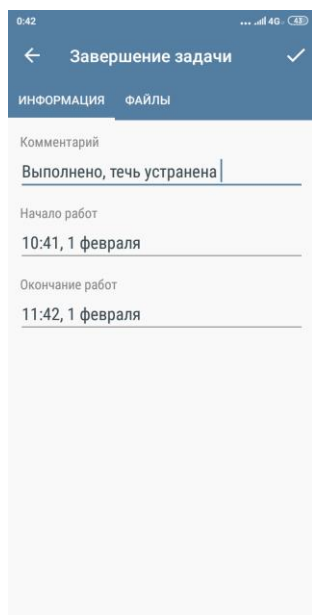 0:42 ... 4G 43
Завершение задачи
ИНФОРМАЦИЯ ФАЙЛЫ
Комментарий
Выполнено, течь устранена
Начало работ
10:41, 1 февраля
Окончание работ
11:42, 1 февраля